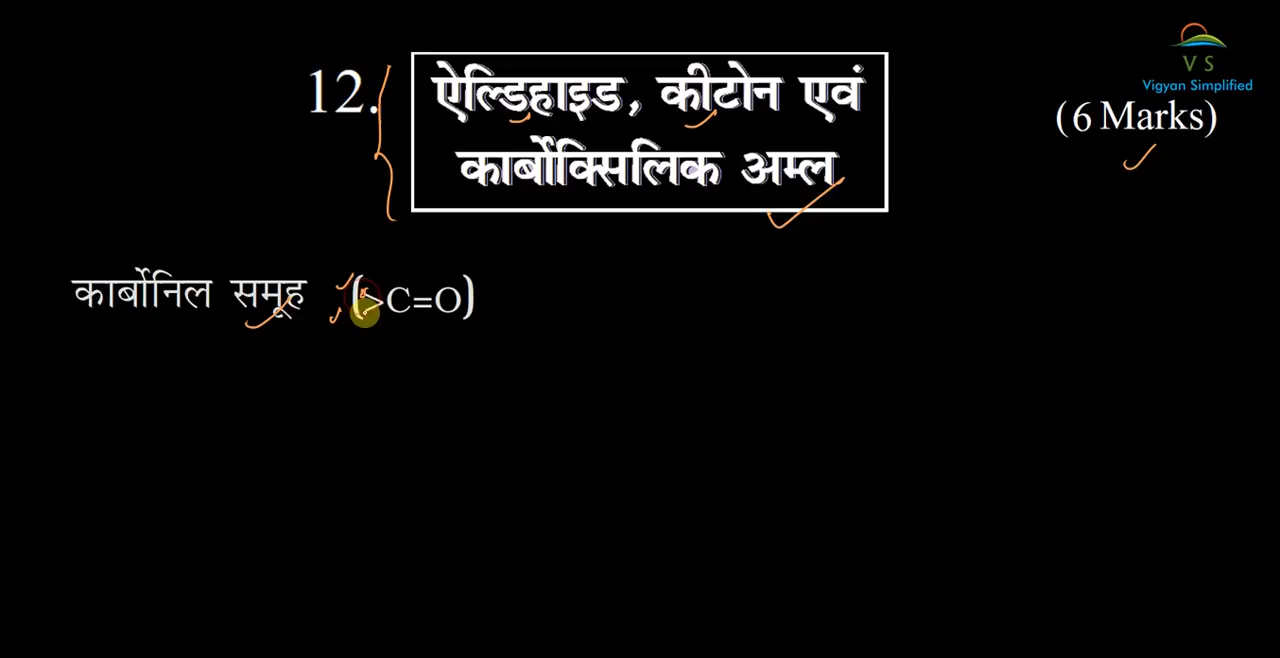 V S
Vigyan Simplified
12. ऐल्डिहाइड, कीटोन एवं
कार्बोक्सिलिक अम्ल
(6 Marks)
कार्बोनिल समूह (>C=O)